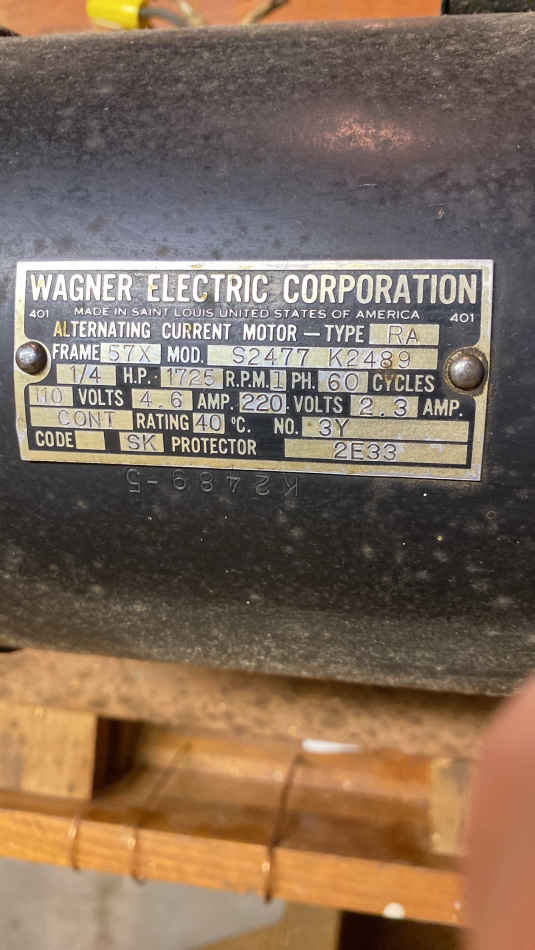 WAGNER ELECTRIC CORPORATION
401 MADE IN SAINT LOUIS UNITED STATES OF AMERICA 401
ALTERNATING CURRENT MOTOR — TYPE RA
FRAME 57X MOD. S2477 K2489
1/4 H.P. 1725 R.P.M. 1 PH. 60 CYCLES
110 VOLTS 4.6 AMP. 220 VOLTS 2.3 AMP.
CONT RATING 40 °C. NO. 3Y
CODE SK PROTECTOR 2E33
K2489-5